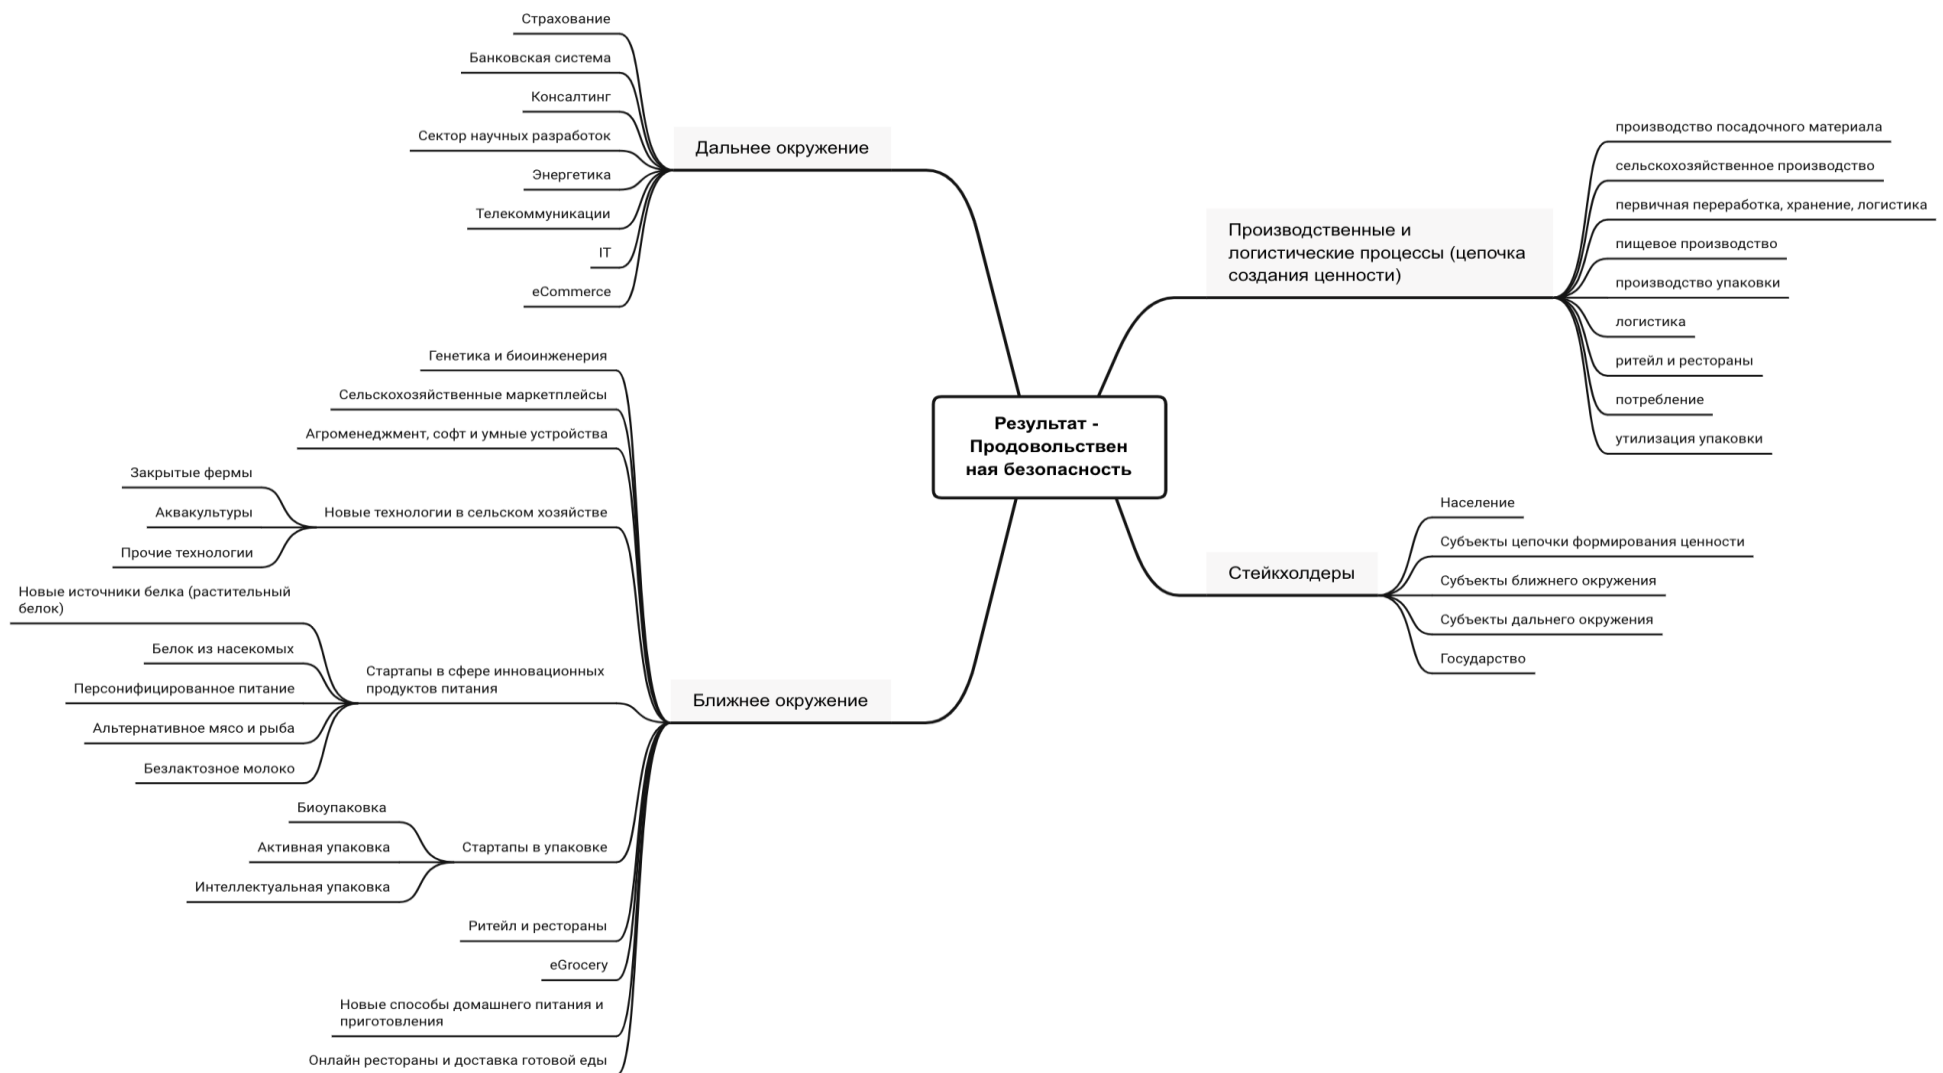 Страхование
Банковская система
Консалтинг
Сектор научных разработок
Энергетика
Телекоммуникации
IT
eCommerce
Дальнее окружение
Генетика и биоинженерия
Сельскохозяйственные маркетплейсы
Агроменеджмент, софт и умные устройства
Закрытые фермы
Аквакультуры
Прочие технологии
Новые технологии в сельском хозяйстве
Новые источники белка (растительный
белок)
Белок из насекомых
Персонифицированное питание
Альтернативное мясо и рыба
Безлактозное молоко
Стартапы в сфере инновационных
продуктов питания
Биоупаковка
Активная упаковка
Интеллектуальная упаковка
Стартапы в упаковке
Ритейл и рестораны
eGrocery
Новые способы домашнего питания и
приготовления
Онлайн рестораны и доставка готовой еды
Ближнее окружение
Результат -
Продовольствен
ная безопасность
Производственные и
логистические процессы (цепочка
создания ценности)
производство посадочного материала
сельскохозяйственное производство
первичная переработка, хранение, логистика
пищевое производство
производство упаковки
логистика
ритейл и рестораны
потребление
утилизация упаковки
Стейкхолдеры
Население
Субъекты цепочки формирования ценности
Субъекты ближнего окружения
Субъекты дальнего окружения
Государство